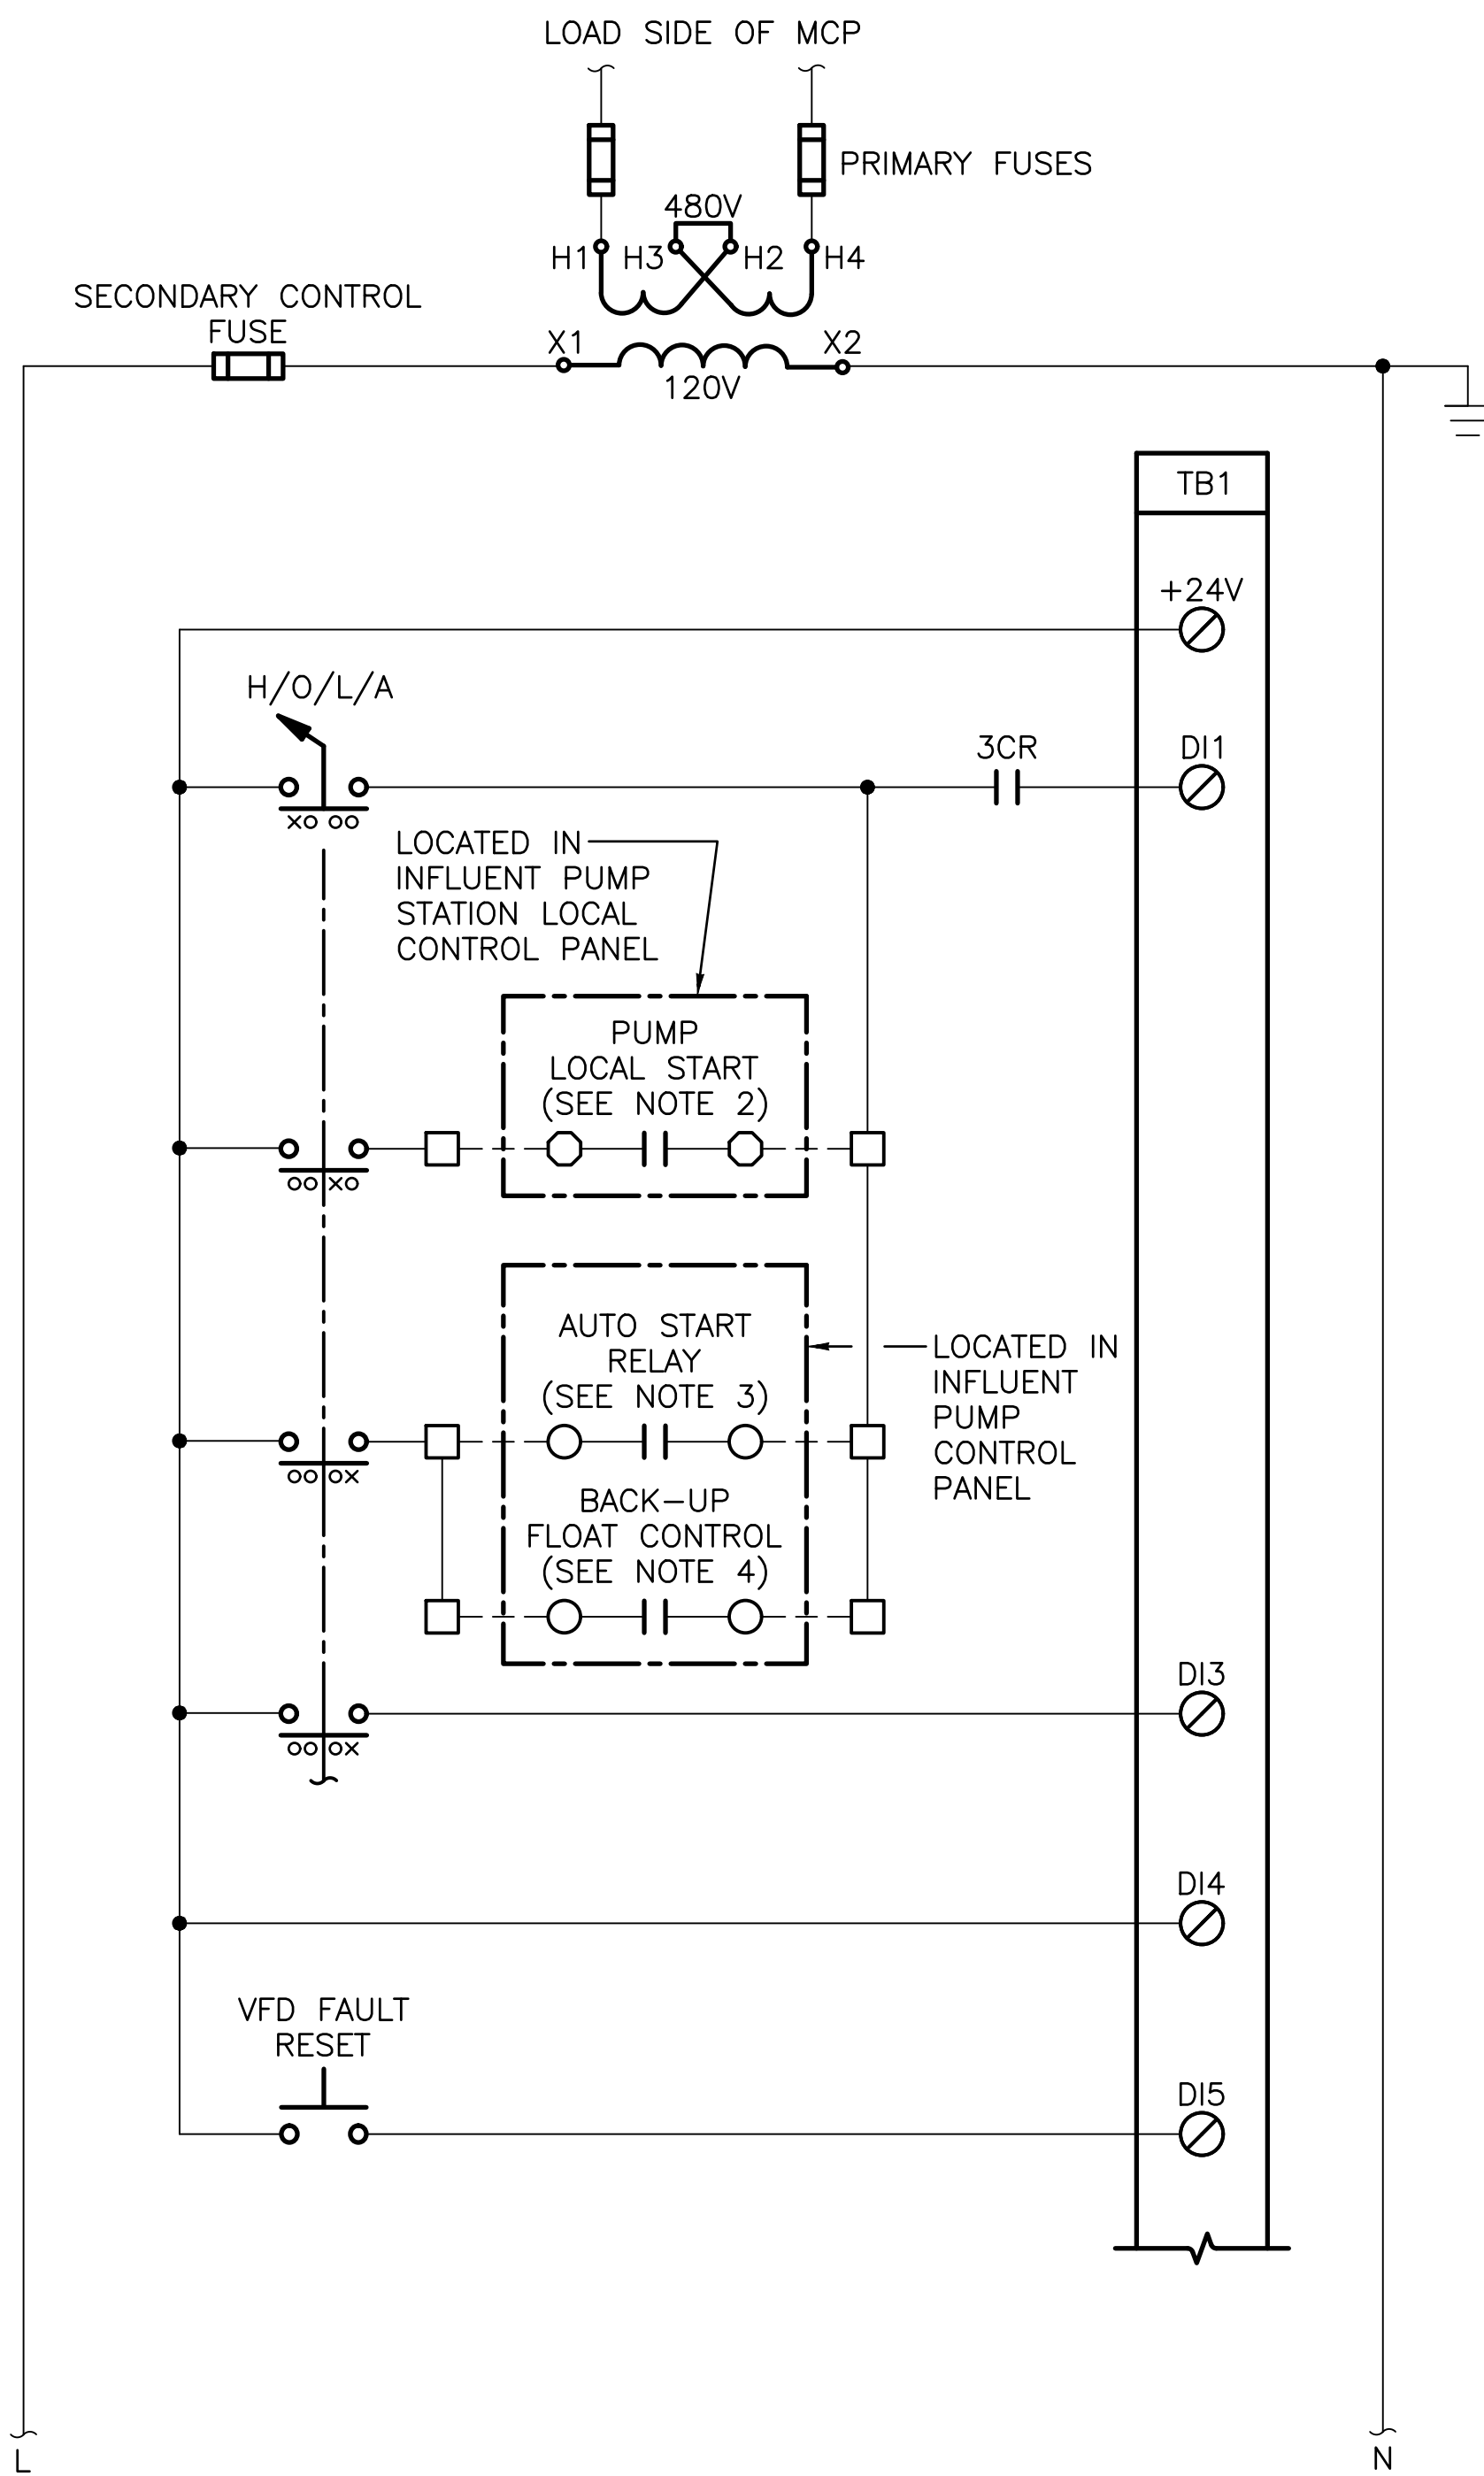 LOAD SIDE OF MCP
PRIMARY FUSES
480V
H1 H3 H2 H4
SECONDARY CONTROL
FUSE
X1 X2
120V
TB1
+24V
H/O/L/A
3CR
DI1
XO OO
LOCATED IN
INFLUENT PUMP
STATION LOCAL
CONTROL PANEL
PUMP
LOCAL START
(SEE NOTE 2)
OO XO
AUTO START
RELAY
(SEE NOTE 3)
LOCATED IN
INFLUENT
PUMP
CONTROL
PANEL
OO OX
BACK-UP
FLOAT CONTROL
(SEE NOTE 4)
DI3
OO OX
DI4
VFD FAULT
RESET
DI5
L
N